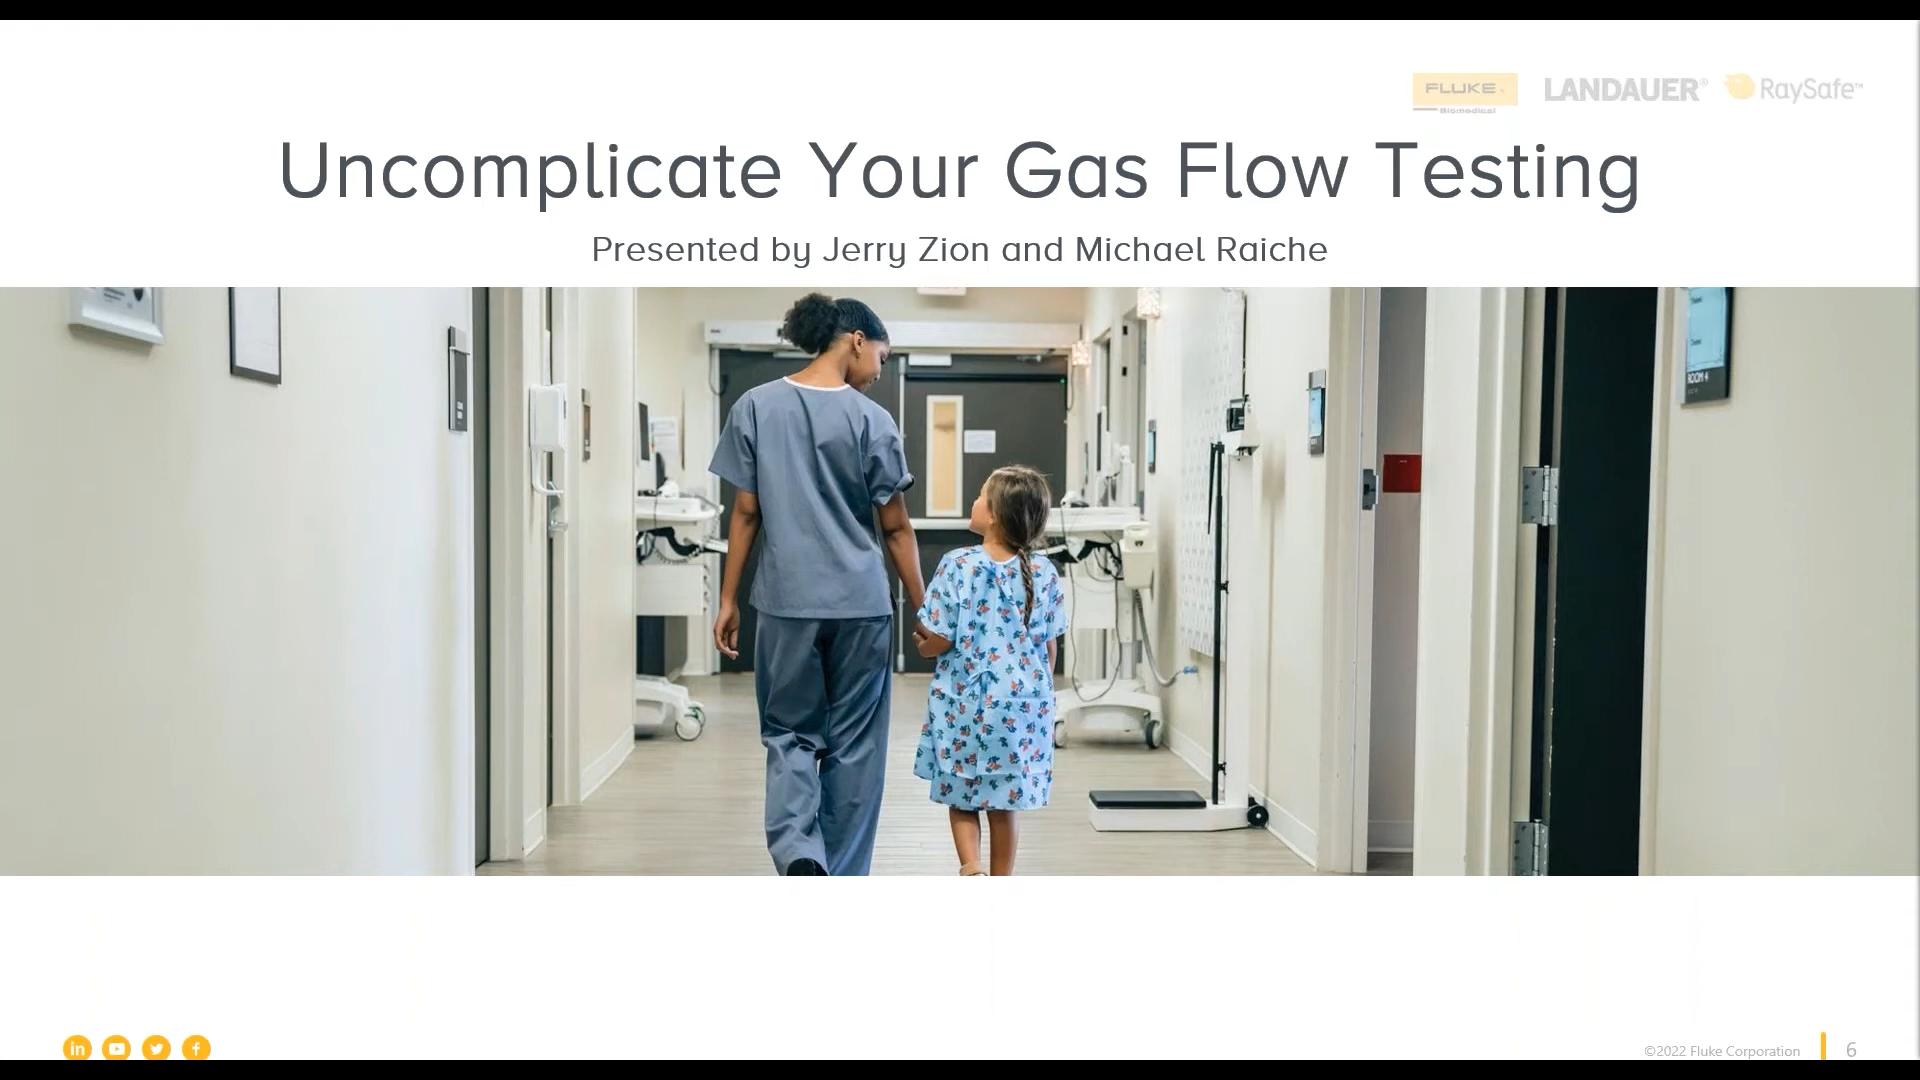 FLUKE
Biomedical
LANDAUER®
RaySafe™
Uncomplicate Your Gas Flow Testing
Presented by Jerry Zion and Michael Raiche
ROOM 4
in
f
©2022 Fluke Corporation
6